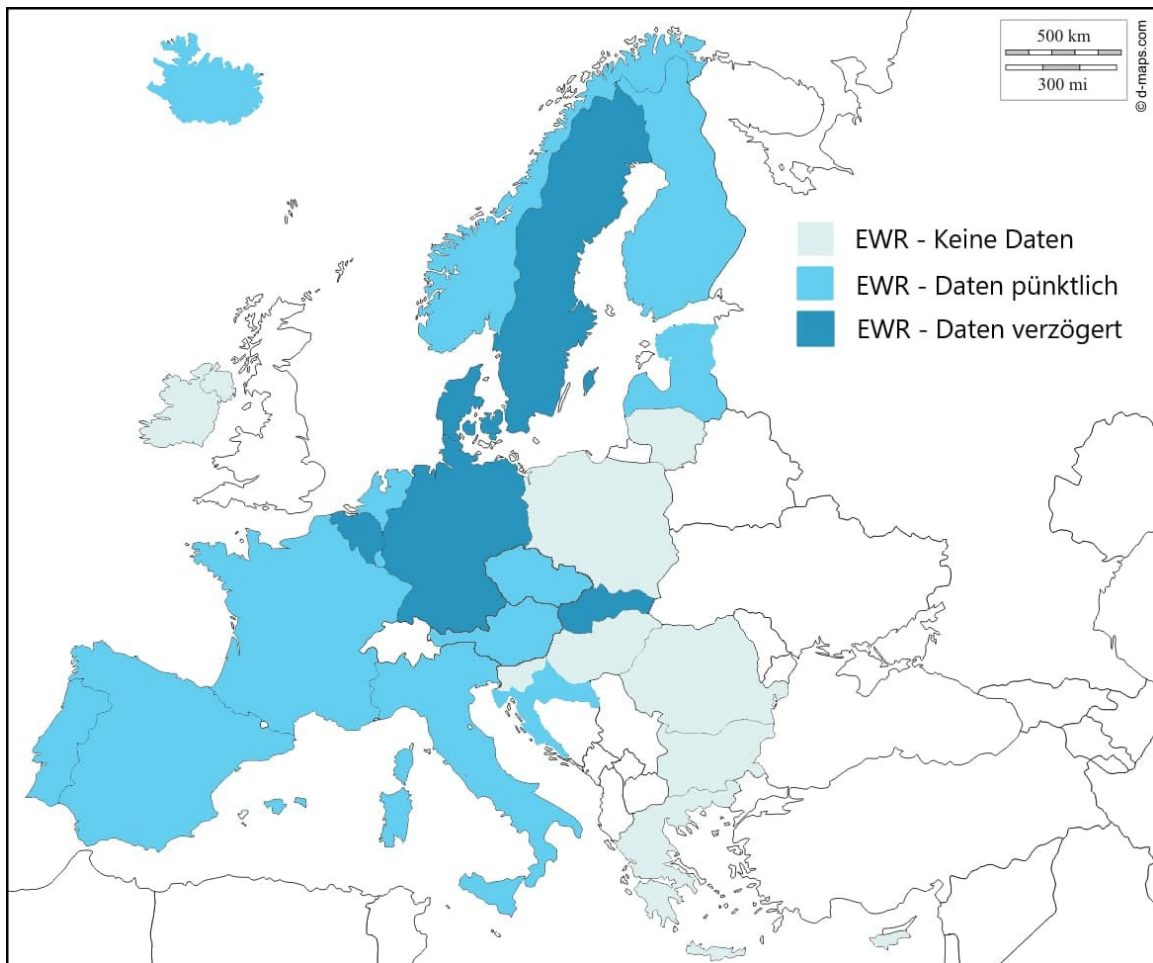 500 km
300 mi
© d-maps.com
EWR - Keine Daten
EWR - Daten pünktlich
EWR - Daten verzögert